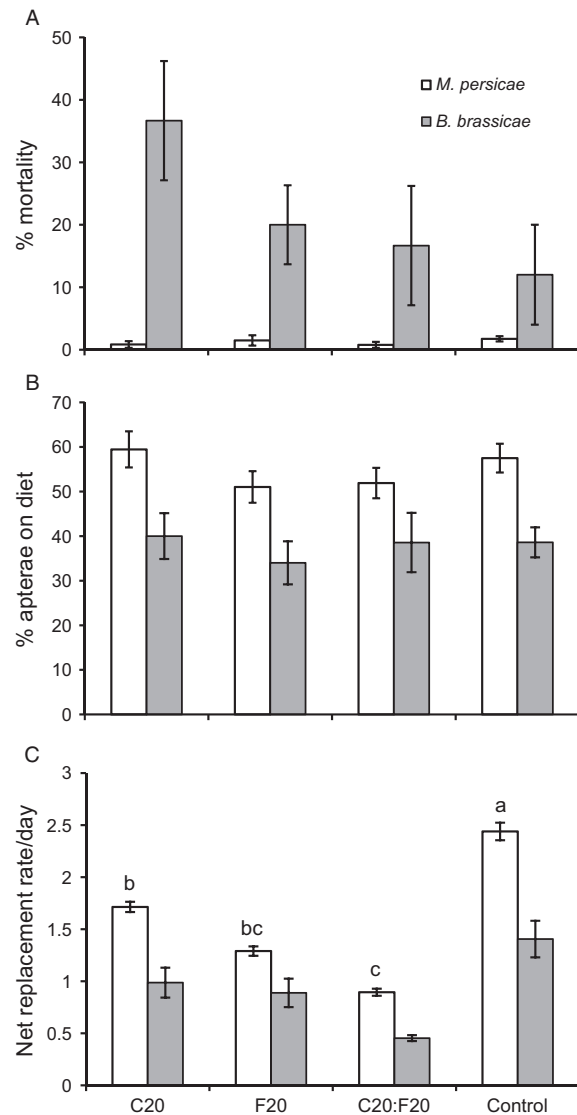 A
50
40
30
20
10
0
% mortality
M. persicae
B. brassicae
B
70
60
50
40
30
20
10
0
% apterae on diet
C
3
2.5
2
1.5
1
0.5
0
Net replacement rate/day
b
bc
c
a
C20 F20 C20:F20 Control